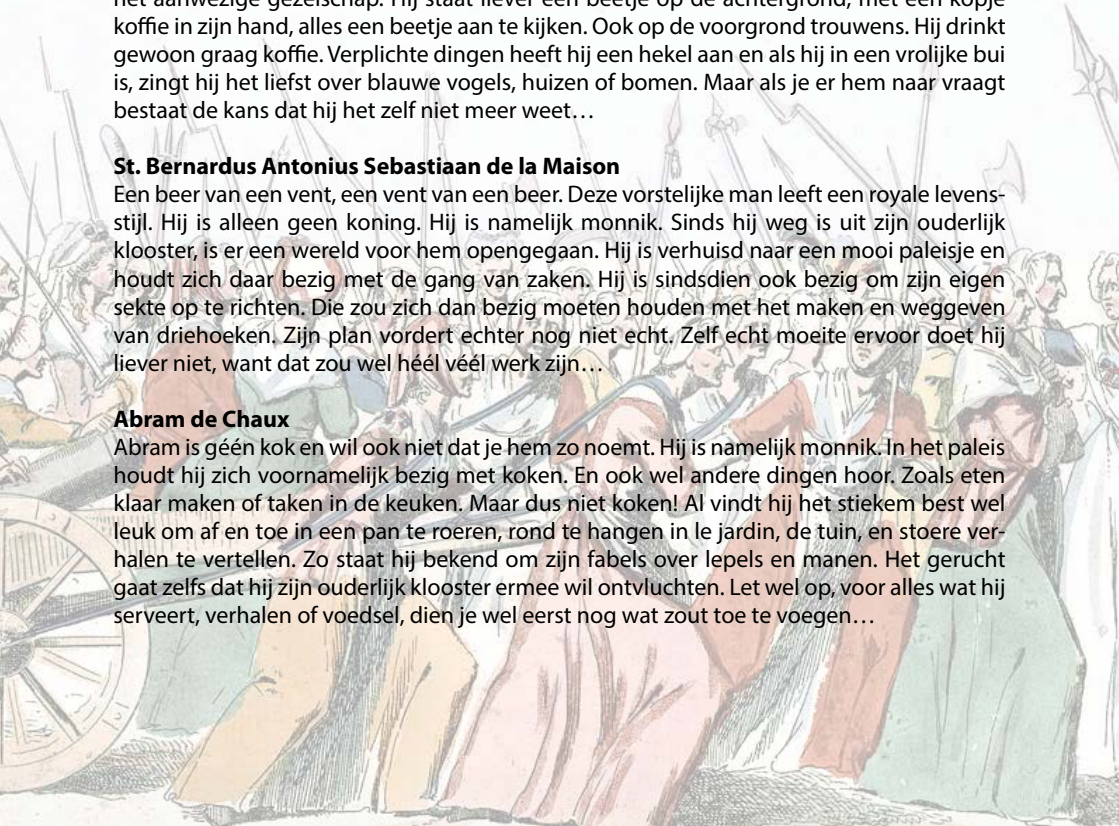 het aanwezige gezelschap. Hij staat liever een beetje op de achtergrond, met een kopje
koffie in zijn hand, alles een beetje aan te kijken. Ook op de voorgrond trouwens. Hij drinkt
gewoon graag koffie. Verplichte dingen heeft hij een hekel aan en als hij in een vrolijke bui
is, zingt hij het liefst over blauwe vogels, huizen of bomen. Maar als je er hem naar vraagt
bestaat de kans dat hij het zelf niet meer weet…
St. Bernardus Antonius Sebastiaan de la Maison
Een beer van een vent, een vent van een beer. Deze vorstelijke man leeft een royale levens-
stijl. Hij is alleen geen koning. Hij is namelijk monnik. Sinds hij weg is uit zijn ouderlijk
klooster, is er een wereld voor hem opengegaan. Hij is verhuisd naar een mooi paleisje en
houdt zich daar bezig met de gang van zaken. Hij is sindsdien ook bezig om zijn eigen
sekte op te richten. Die zou zich dan bezig moeten houden met het maken en weggeven
van driehoeken. Zijn plan vordert echter nog niet echt. Zelf echt moeite ervoor doet hij
liever niet, want dat zou wel héél véél werk zijn…
Abram de Chaux
Abram is géén kok en wil ook niet dat je hem zo noemt. Hij is namelijk monnik. In het paleis
houdt hij zich voornamelijk bezig met koken. En ook wel andere dingen hoor. Zoals eten
klaar maken of taken in de keuken. Maar dus niet koken! Al vindt hij het stiekem best wel
leuk om af en toe in een pan te roeren, rond te hangen in le jardin, de tuin, en stoere ver-
halen te vertellen. Zo staat hij bekend om zijn fabels over lepels en manen. Het gerucht
gaat zelfs dat hij zijn ouderlijk klooster ermee wil ontvluchten. Let wel op, voor alles wat hij
serveert, verhalen of voedsel, dien je wel eerst nog wat zout toe te voegen…